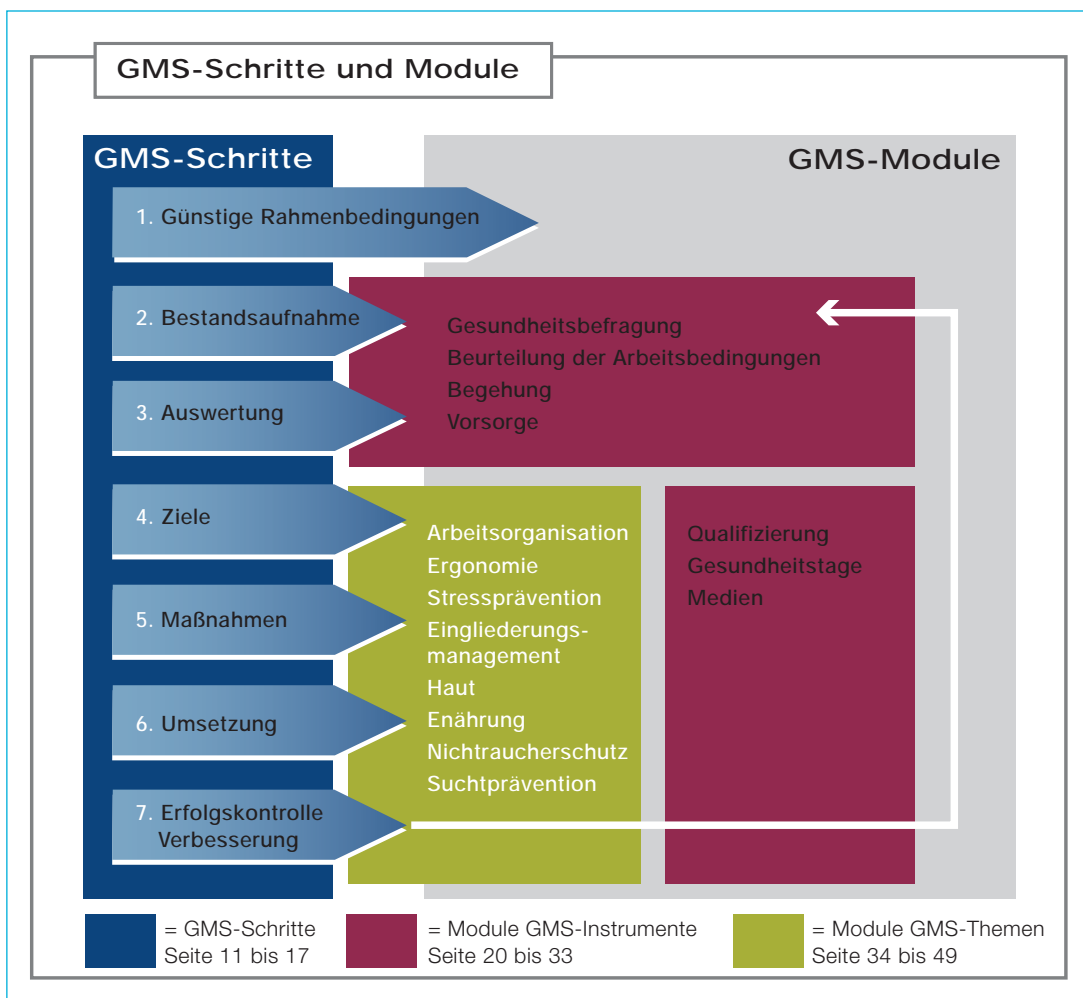 GMS-Schritte und Module
GMS-Schritte
GMS-Module
1. Günstige Rahmenbedingungen
2. Bestandsaufnahme
3. Auswertung
Gesundheitsbefragung
Beurteilung der Arbeitsbedingungen
Begehung
Vorsorge
4. Ziele
5. Maßnahmen
6. Umsetzung
7. Erfolgskontrolle
Verbesserung
Arbeitsorganisation
Ergonomie
Stressprävention
Eingliederungs-
management
Haut
Enährung
Nichtraucherschutz
Suchtprävention
Qualifizierung
Gesundheitstage
Medien
= GMS-Schritte
Seite 11 bis 17
= Module GMS-Instrumente
Seite 20 bis 33
= Module GMS-Themen
Seite 34 bis 49